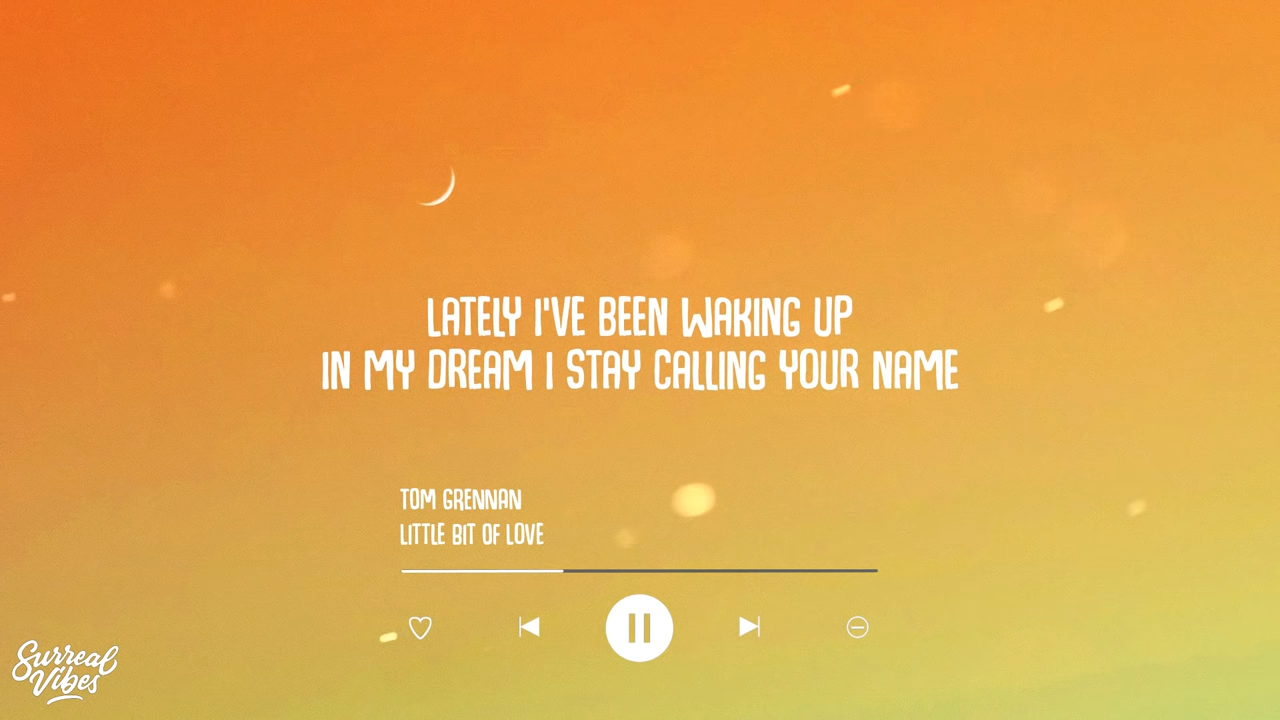 LATELY I'VE BEEN WAKING UP
IN MY DREAM I STAY CALLING YOUR NAME
TOM GRENNAN
LITTLE BIT OF LOVE
Surreal
Vibes